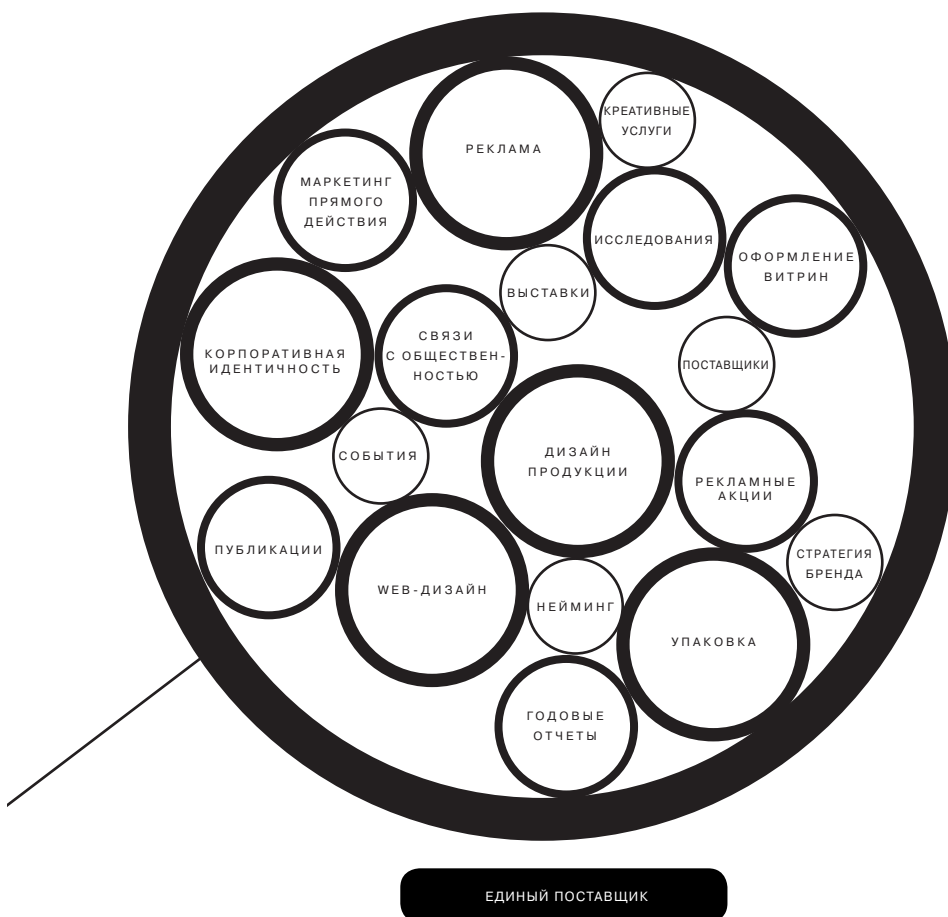 КРЕАТИВНЫЕ
УСЛУГИ
РЕКЛАМА
МАРКЕТИНГ
ПРЯМОГО
ДЕЙСТВИЯ
ИССЛЕДОВАНИЯ
ОФОРМЛЕНИЕ
ВИТРИН
ВЫСТАВКИ
СВЯЗИ
С ОБЩЕСТВЕН-
НОСТЬЮ
КОРПОРАТИВНАЯ
ИДЕНТИЧНОСТЬ
ПОСТАВЩИКИ
СОБЫТИЯ
ДИЗАЙН
ПРОДУКЦИИ
РЕКЛАМНЫЕ
АКЦИИ
ПУБЛИКАЦИИ
СТРАТЕГИЯ
БРЕНДА
WEB-ДИЗАЙН
НЕЙМИНГ
УПАКОВКА
ГОДОВЫЕ
ОТЧЕТЫ
ЕДИНЫЙ ПОСТАВЩИК